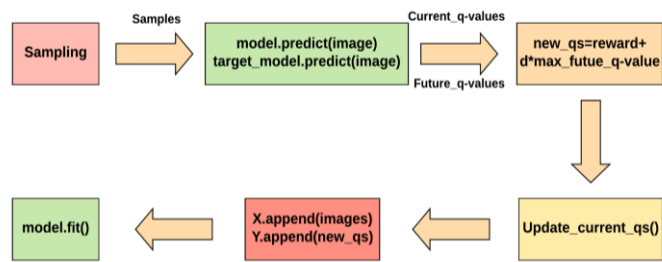 Samples
Current_q-values
Sampling
model.predict(image)
target_model.predict(image)
new_qs=reward+
d*max_futue_q-value
Future_q-values
model.fit()
X.append(images)
Y.append(new_qs)
Update_current_qs()